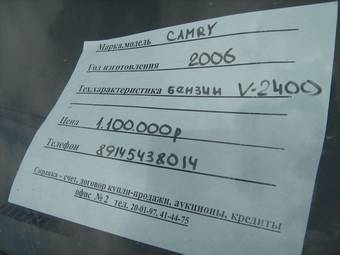 Марка,модель CAMRY
Год изготовления 2006
Тех.характеристика бензин V-2400
Цена 1.100.000р
Телефон 89145438014
Справка – счет, договор купли-продажи, аукционы, кредиты
офис № 2 тел. 20-01-97, 41-44-75